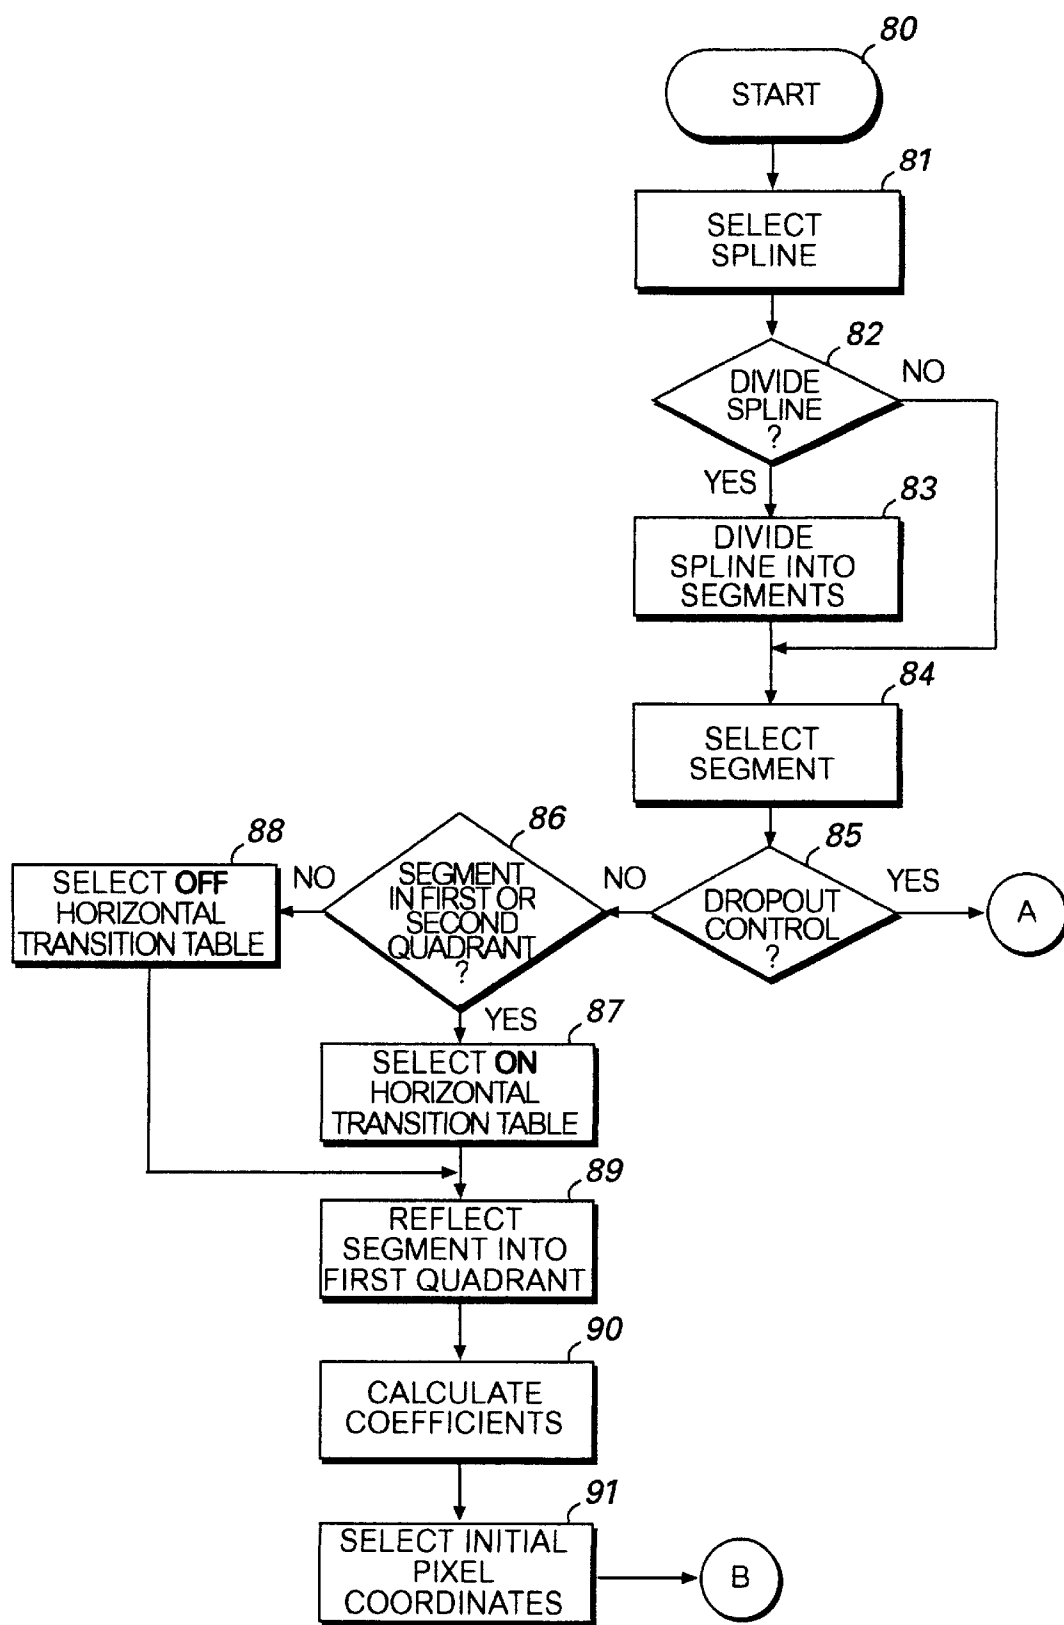 80
START
81
SELECT
SPLINE
82
DIVIDE
SPLINE
?
NO
YES
83
DIVIDE
SPLINE INTO
SEGMENTS
84
SELECT
SEGMENT
85
DROPOUT
CONTROL
?
YES
A
NO
86
SEGMENT
IN FIRST OR
SECOND
QUADRANT
?
NO
88
SELECT OFF
HORIZONTAL
TRANSITION TABLE
YES
87
SELECT ON
HORIZONTAL
TRANSITION TABLE
89
REFLECT
SEGMENT INTO
FIRST QUADRANT
90
CALCULATE
COEFFICIENTS
91
SELECT INITIAL
PIXEL
COORDINATES
B